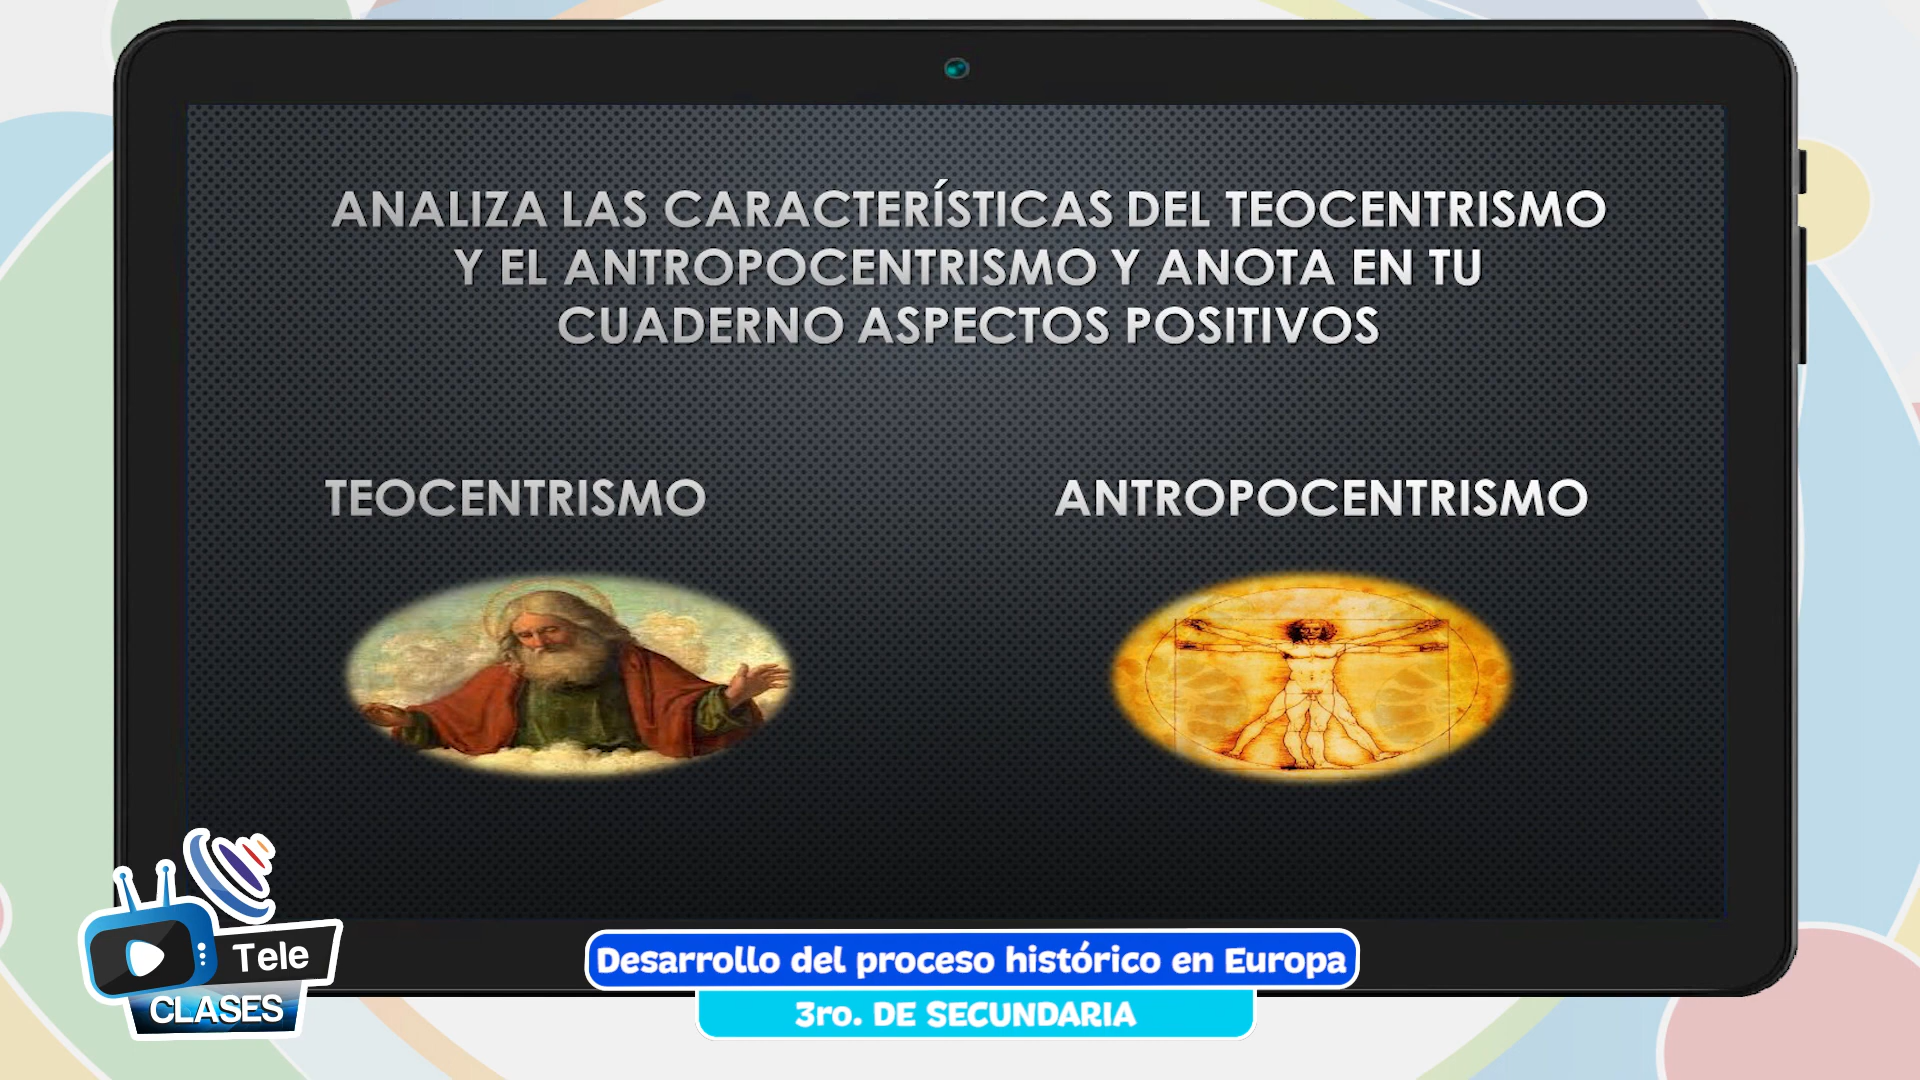 ANALIZA LAS CARACTERÍSTICAS DEL TEOCENTRISMO
Y EL ANTROPOCENTRISMO Y ANOTA EN TU
CUADERNO ASPECTOS POSITIVOS
TEOCENTRISMO
ANTROPOCENTRISMO
Tele
CLASES
Desarrollo del proceso histórico en Europa
3ro. DE SECUNDARIA